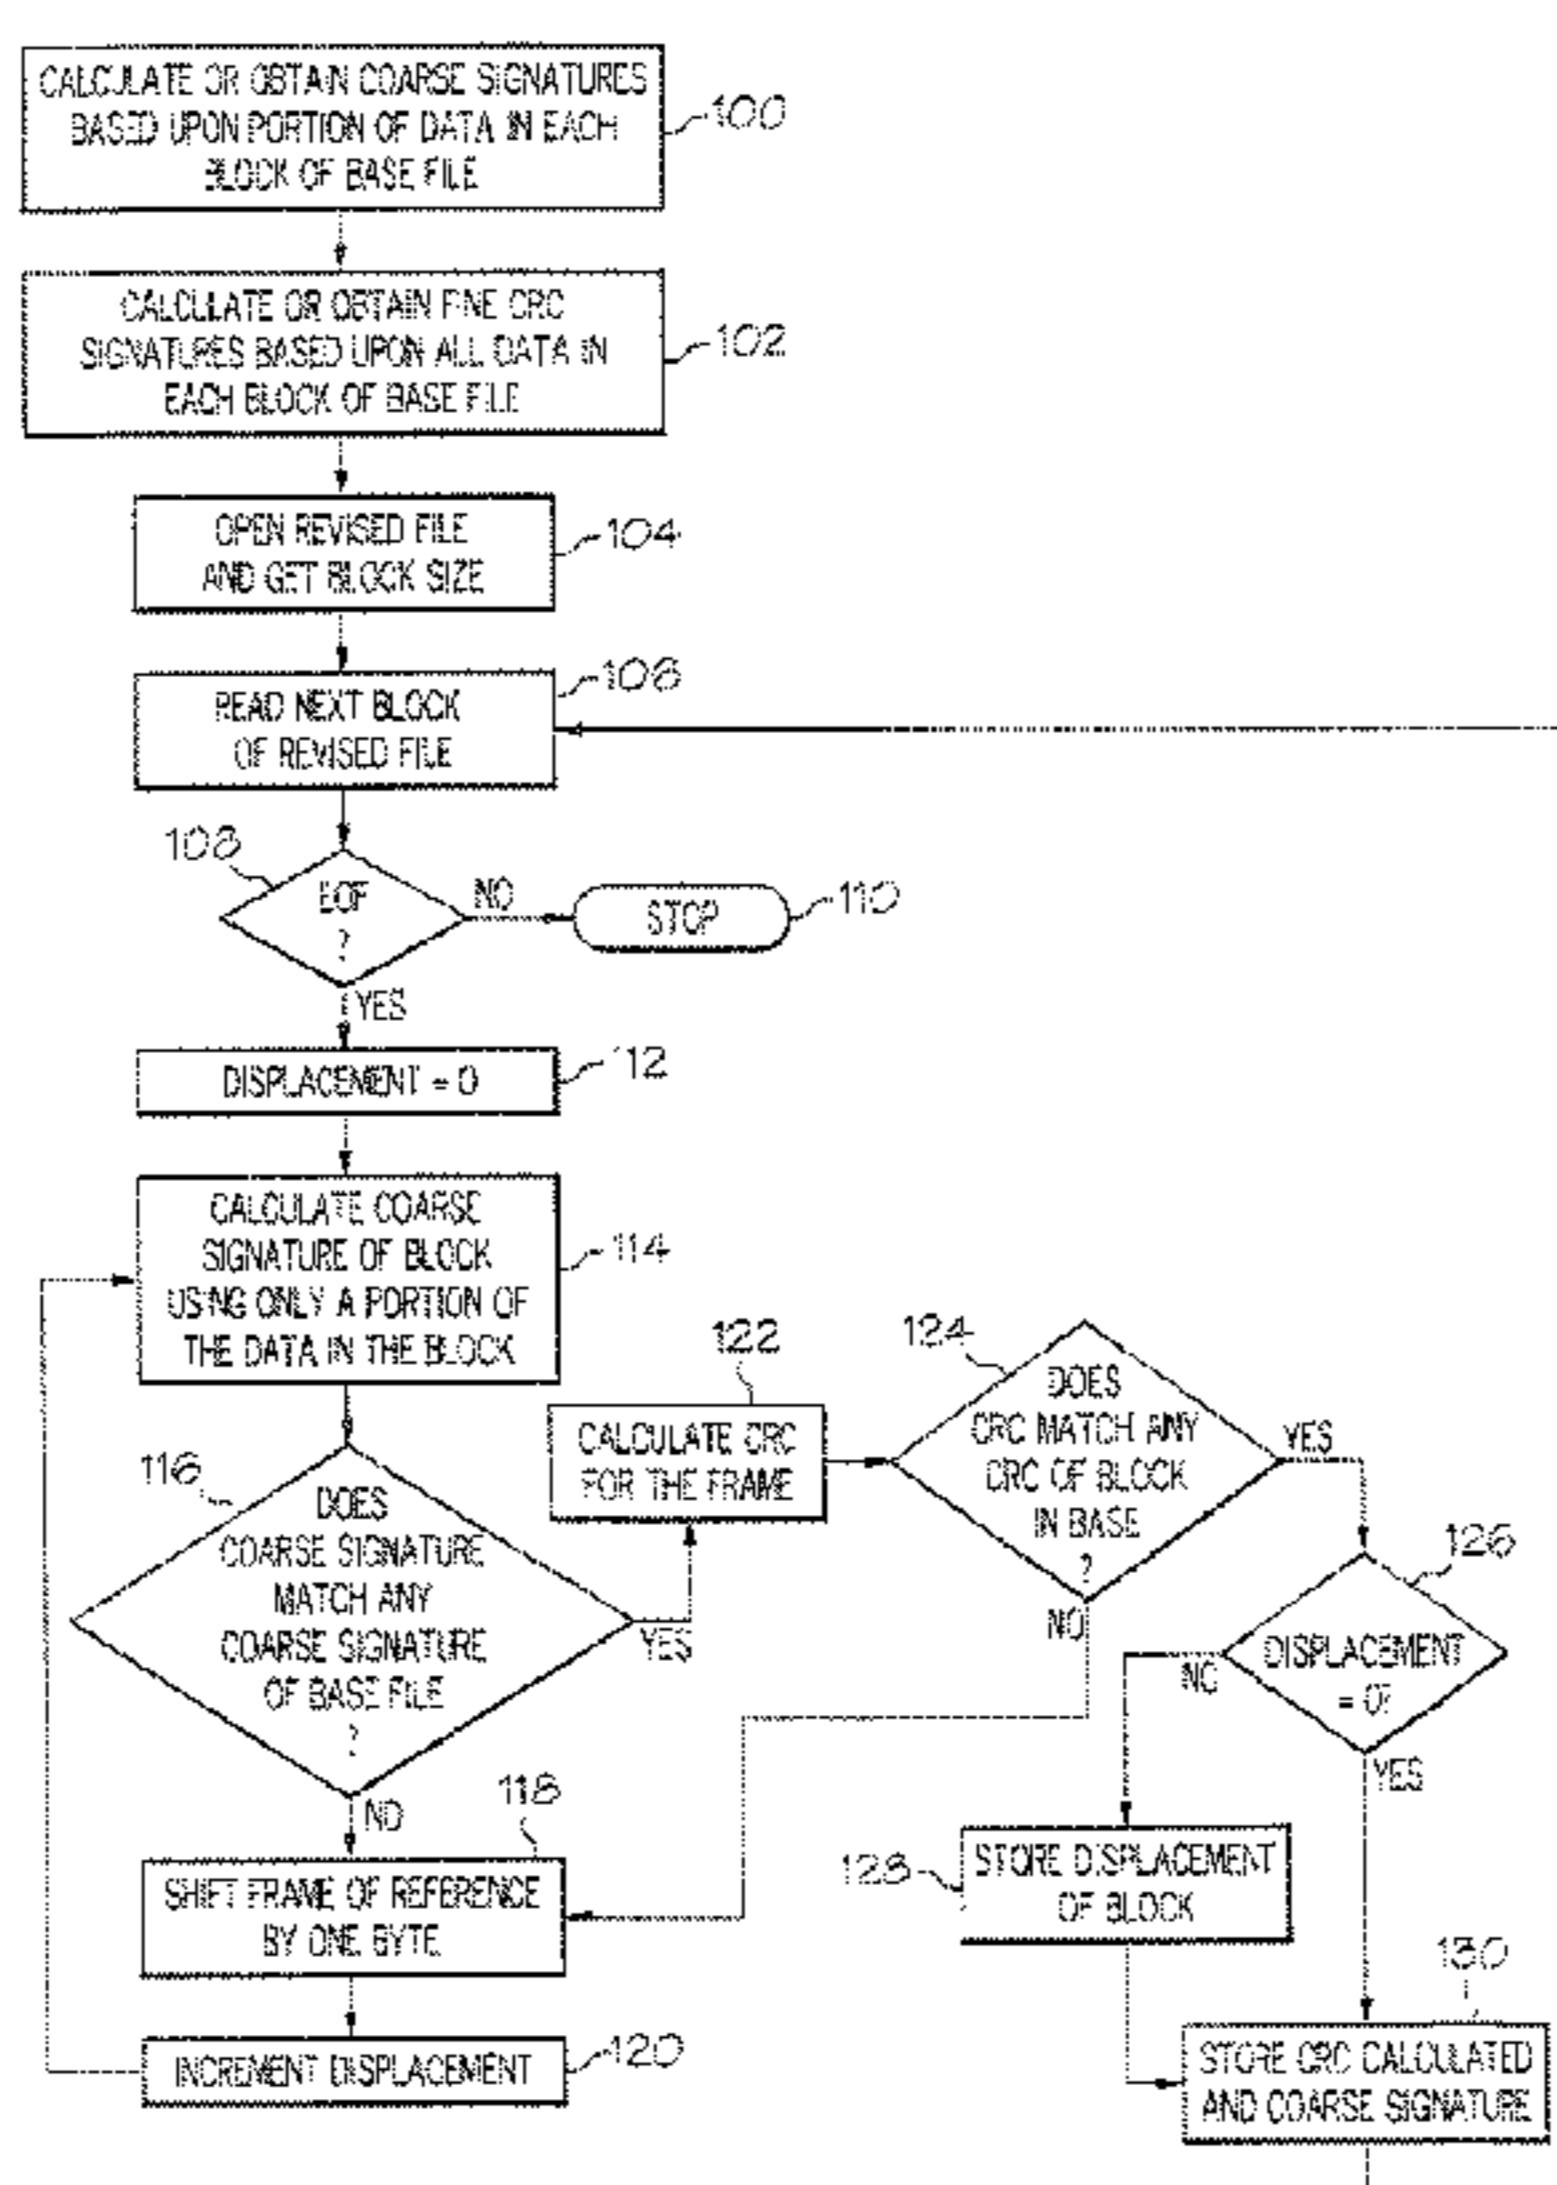 CALCULATE OR OBTAIN COARSE SIGNATURES
BASED UPON PORTION OF DATA IN EACH
BLOCK OF BASE FILE
100
CALCULATE OR OBTAIN FINE CRC
SIGNATURES BASED UPON ALL DATA IN
EACH BLOCK OF BASE FILE
102
OPEN REVISED FILE
AND GET BLOCK SIZE
104
READ NEXT BLOCK
OF REVISED FILE
106
108
EOF
?
NO
STOP
110
YES
DISPLACEMENT = 0
112
CALCULATE COARSE
SIGNATURE OF BLOCK
USING ONLY A PORTION OF
THE DATA IN THE BLOCK
114
116
DOES
COARSE SIGNATURE
MATCH ANY
COARSE SIGNATURE
OF BASE FILE
?
YES
NO
122
CALCULATE CRC
FOR THE FRAME
124
DOES
CRC MATCH ANY
CRC OF BLOCK
IN BASE
?
YES
NO
126
DISPLACEMENT
= 0?
NO
YES
118
SHIFT FRAME OF REFERENCE
BY ONE BYTE
128
STORE DISPLACEMENT
OF BLOCK
120
INCREMENT DISPLACEMENT
130
STORE CRC CALCULATED
AND COARSE SIGNATURE